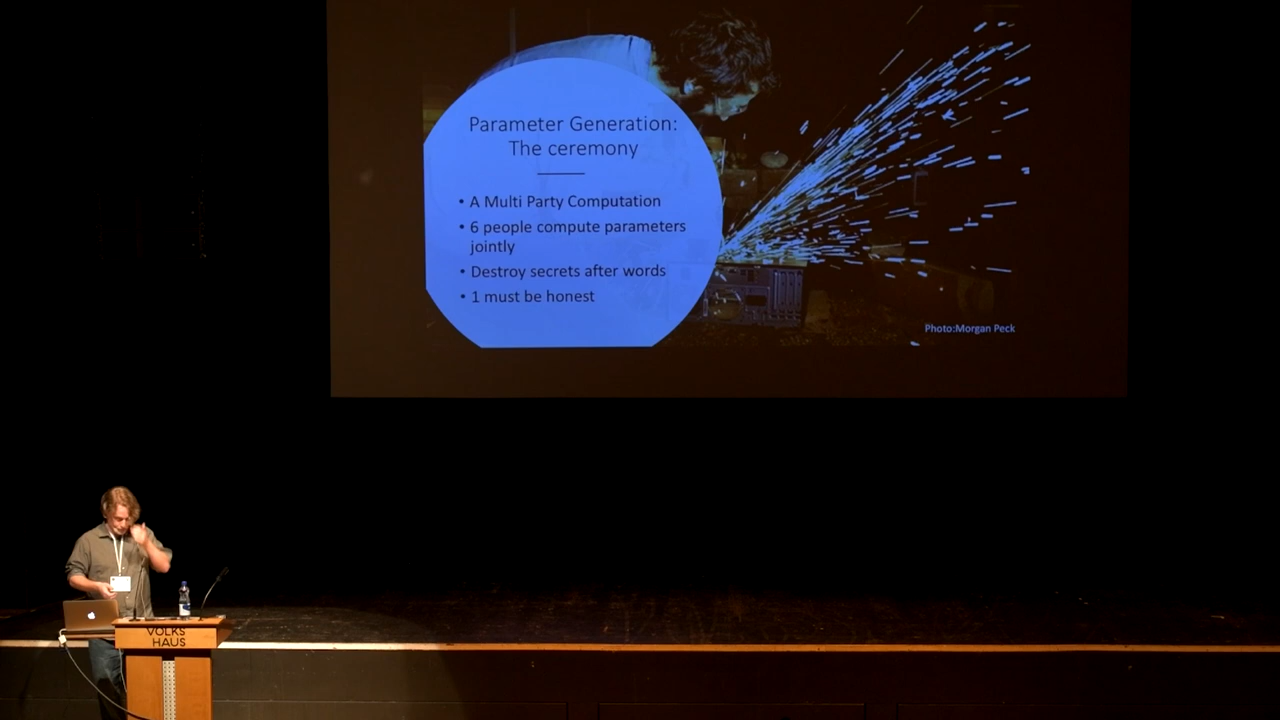 Parameter Generation:
The ceremony
• A Multi Party Computation
• 6 people compute parameters
jointly
• Destroy secrets after words
• 1 must be honest
Photo:Morgan Peck
VOLKS
HAUS